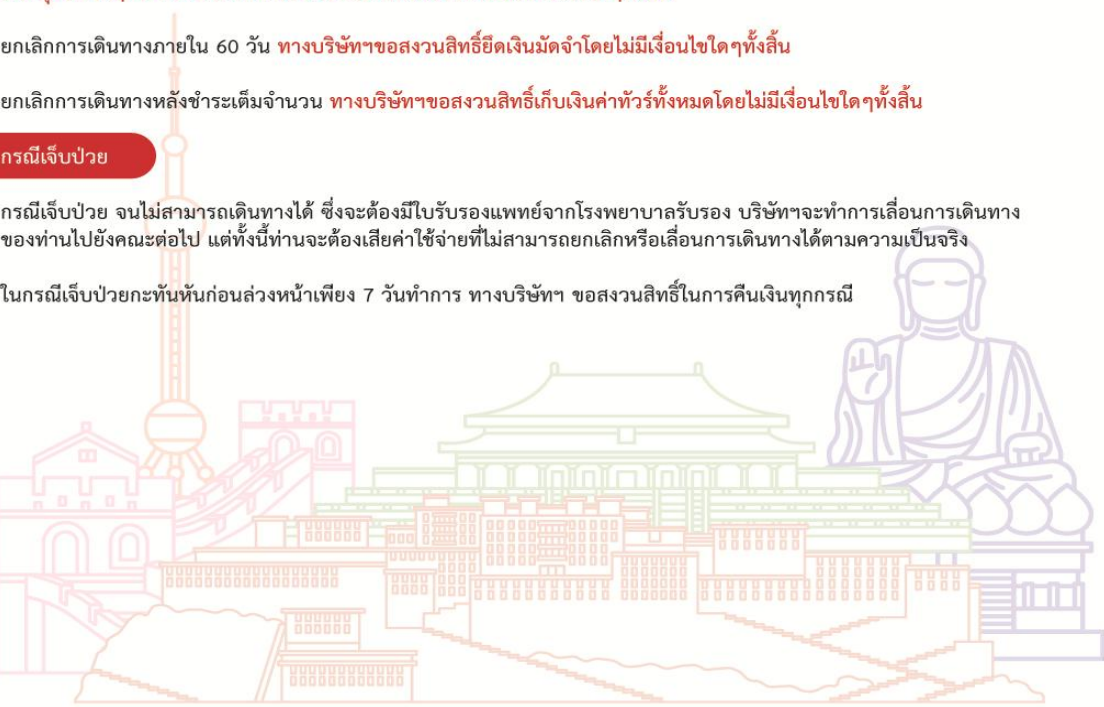 ยกเลิกการเดินทางภายใน 60 วัน ทางบริษัทฯขอสงวนสิทธิ์ยึดเงินมัดจำโดยไม่มีเงื่อนไขใดๆทั้งสิ้น
ยกเลิกการเดินทางหลังชำระเต็มจำนวน ทางบริษัทฯขอสงวนสิทธิ์เก็บเงินค่าทัวร์ทั้งหมดโดยไม่มีเงื่อนไขใดๆทั้งสิ้น
กรณีเจ็บป่วย
กรณีเจ็บป่วย จนไม่สามารถเดินทางได้ ซึ่งจะต้องมีใบรับรองแพทย์จากโรงพยาบาลรับรอง บริษัทฯจะทำการเลื่อนการเดินทาง
ของท่านไปยังคณะต่อไป แต่ทั้งนี้ท่านจะต้องเสียค่าใช้จ่ายที่ไม่สามารถยกเลิกหรือเลื่อนการเดินทางได้ตามความเป็นจริง
ในกรณีเจ็บป่วยกะทันหันก่อนล่วงหน้าเพียง 7 วันทำการ ทางบริษัทฯ ขอสงวนสิทธิ์ในการคืนเงินทุกกรณี